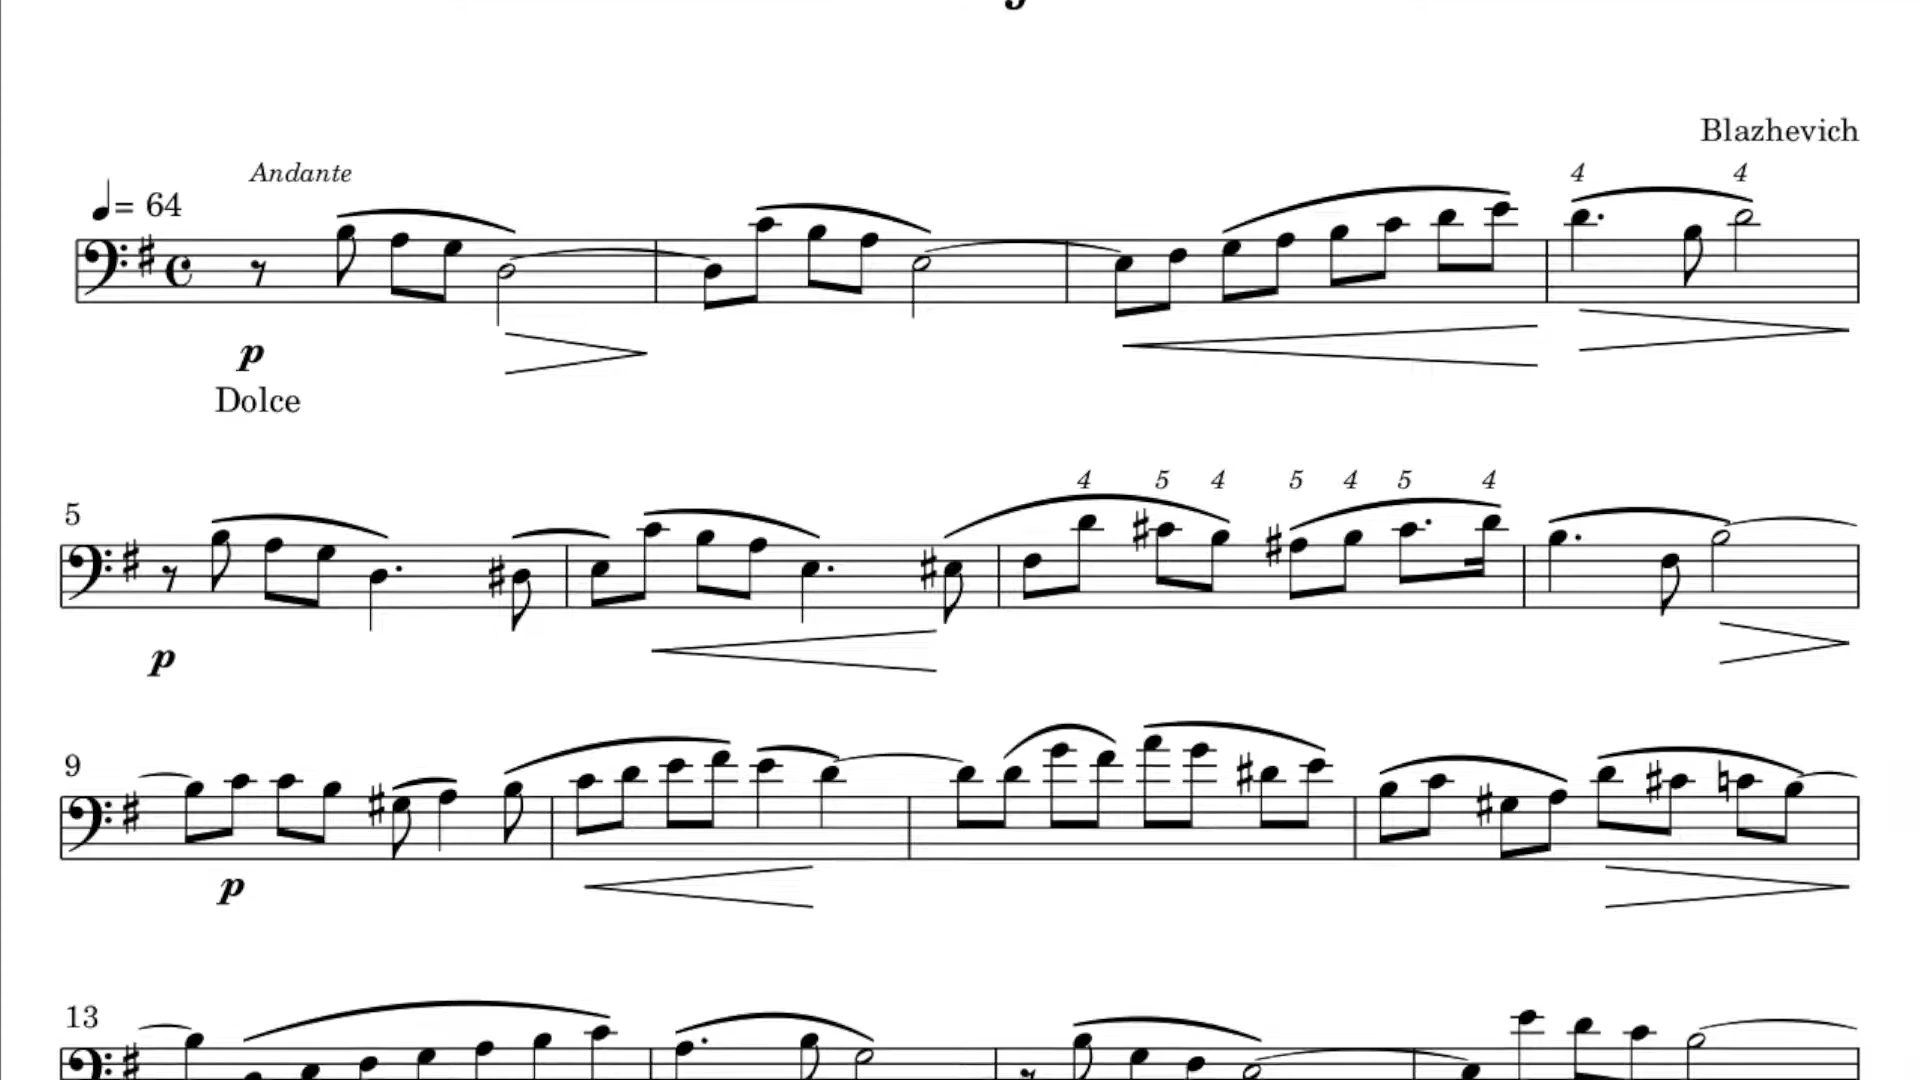 Blazhevich
Andante
4 4
= 64
p
Dolce
4 5 4 5 4 5 4
5
p
9
p
13